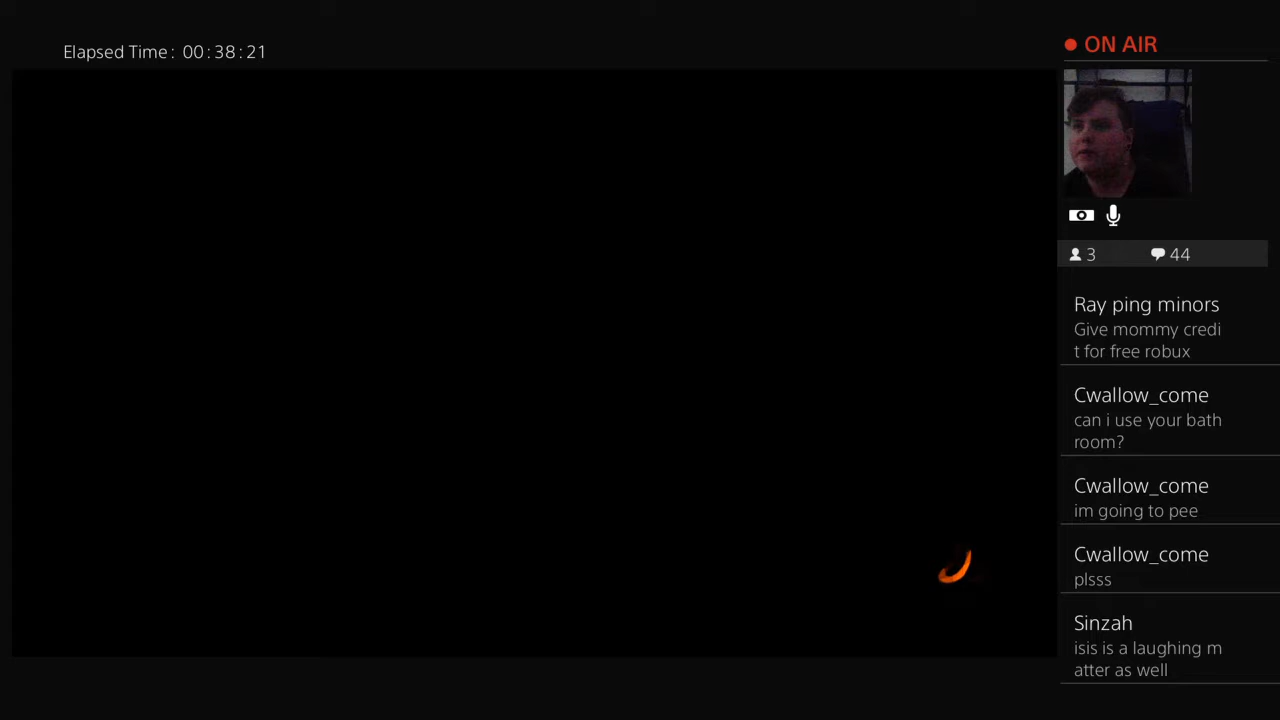 Elapsed Time: 00:38:21
ON AIR
3 44
Ray ping minors
Give mommy credi
t for free robux
Cwallow_come
can i use your bath
room?
Cwallow_come
im going to pee
Cwallow_come
plsss
Sinzah
isis is a laughing m
atter as well